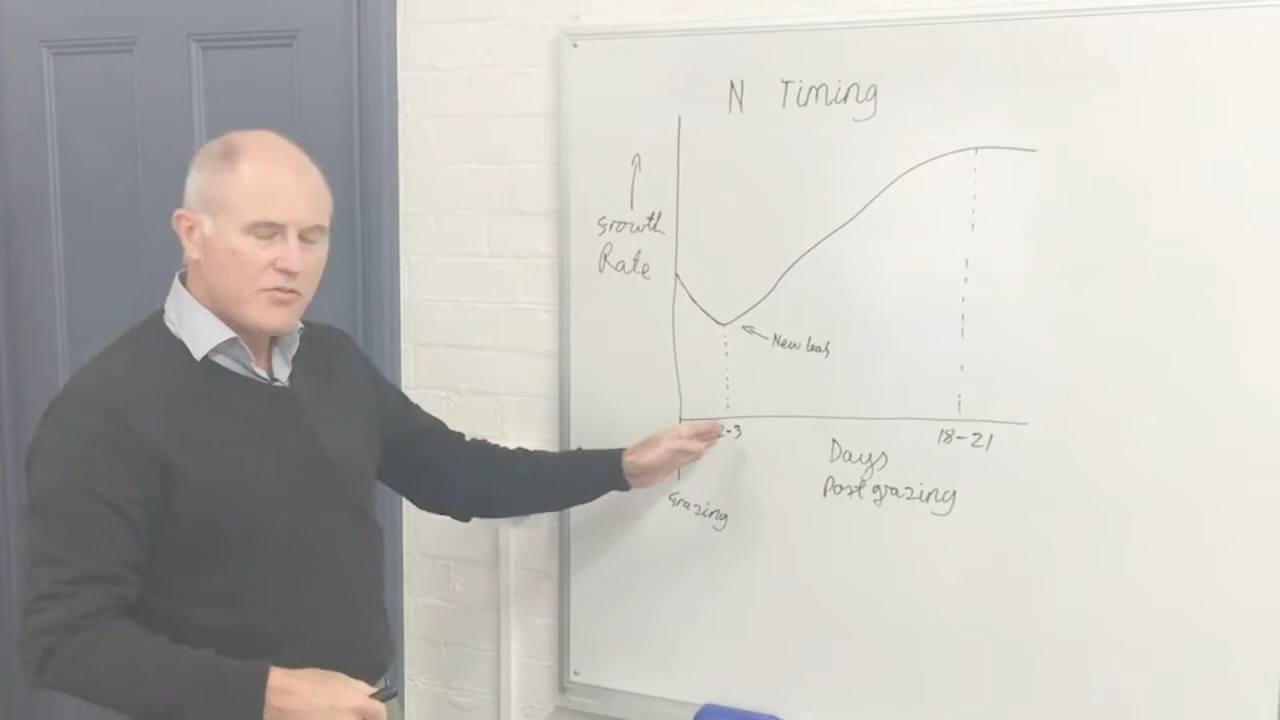 N Timing
Growth
Rate
New leaf
2-3
18-21
Days
Post grazing
Grazing